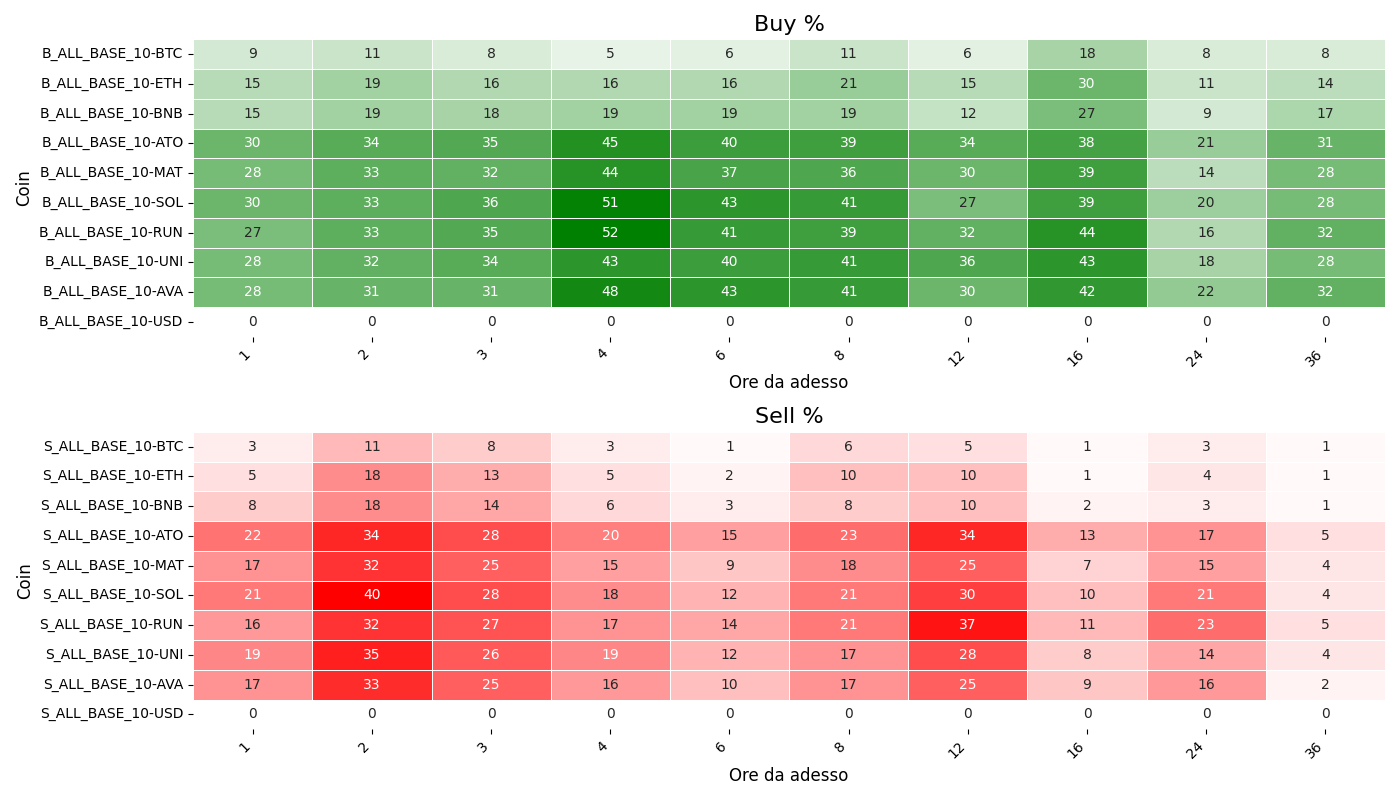 Buy %
Coin
B_ALL_BASE_10-BTC 9 11 8 5 6 11 6 18 8 8
B_ALL_BASE_10-ETH 15 19 16 16 16 21 15 30 11 14
B_ALL_BASE_10-BNB 15 19 18 19 19 19 12 27 9 17
B_ALL_BASE_10-ATO 30 34 35 45 40 39 34 38 21 31
B_ALL_BASE_10-MAT 28 33 32 44 37 36 30 39 14 28
B_ALL_BASE_10-SOL 30 33 36 51 43 41 27 39 20 28
B_ALL_BASE_10-RUN 27 33 35 52 41 39 32 44 16 32
B_ALL_BASE_10-UNI 28 32 34 43 40 41 36 43 18 28
B_ALL_BASE_10-AVA 28 31 31 48 43 41 30 42 22 32
B_ALL_BASE_10-USD 0 0 0 0 0 0 0 0 0 0
1 2 3 4 6 8 12 16 24 36
Ore da adesso
Sell %
Coin
S_ALL_BASE_10-BTC 3 11 8 3 1 6 5 1 3 1
S_ALL_BASE_10-ETH 5 18 13 5 2 10 10 1 4 1
S_ALL_BASE_10-BNB 8 18 14 6 3 8 10 2 3 1
S_ALL_BASE_10-ATO 22 34 28 20 15 23 34 13 17 5
S_ALL_BASE_10-MAT 17 32 25 15 9 18 25 7 15 4
S_ALL_BASE_10-SOL 21 40 28 18 12 21 30 10 21 4
S_ALL_BASE_10-RUN 16 32 27 17 14 21 37 11 23 5
S_ALL_BASE_10-UNI 19 35 26 19 12 17 28 8 14 4
S_ALL_BASE_10-AVA 17 33 25 16 10 17 25 9 16 2
S_ALL_BASE_10-USD 0 0 0 0 0 0 0 0 0 0
1 2 3 4 6 8 12 16 24 36
Ore da adesso